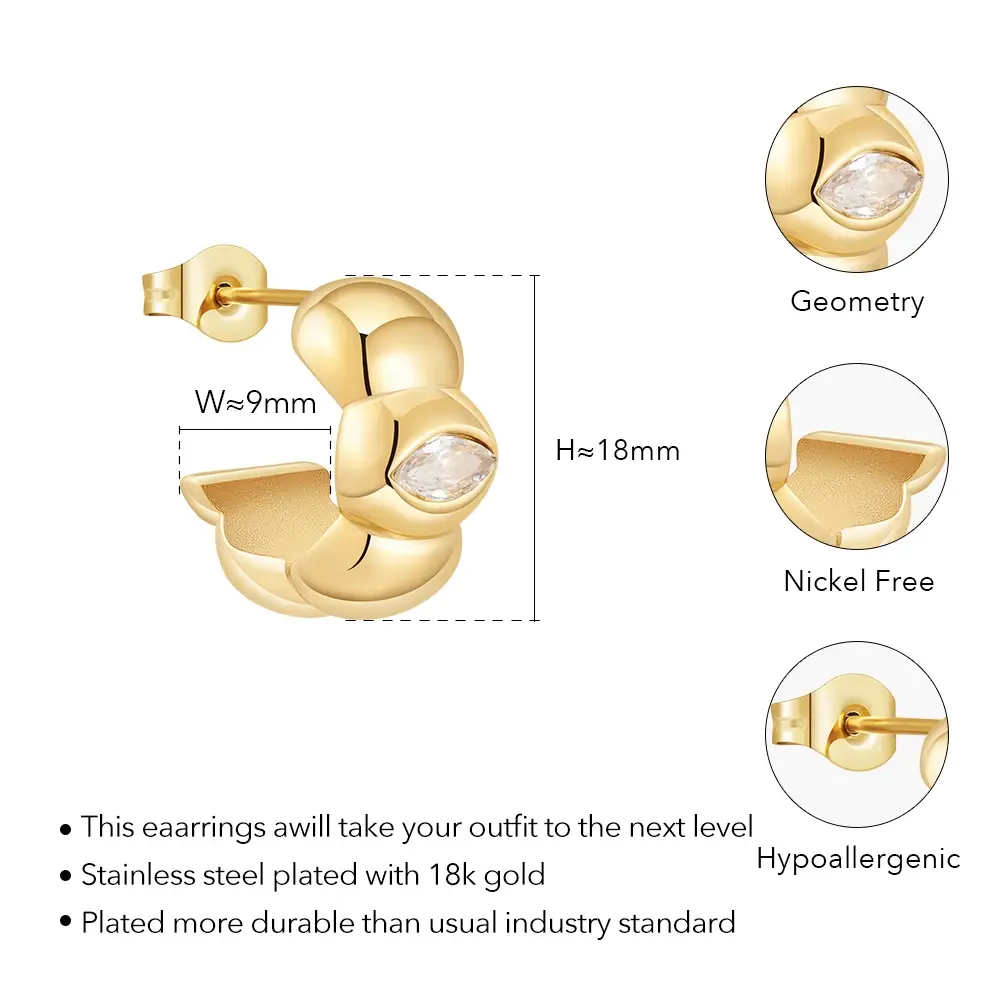 Geometry
W≈9mm
H≈18mm
Nickel Free
• This eaarrings awill take your outfit to the next level
Hypoallergenic
• Stainless steel plated with 18k gold
• Plated more durable than usual industry standard